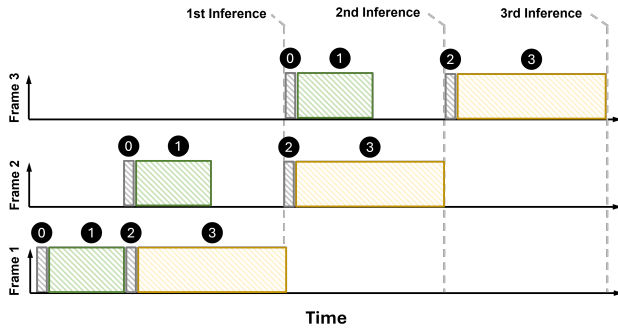 1st Inference 2nd Inference 3rd Inference
0 1 2 3
Frame 3
0 1 2 3
Frame 2
0 1 2 3
Frame 1
Time